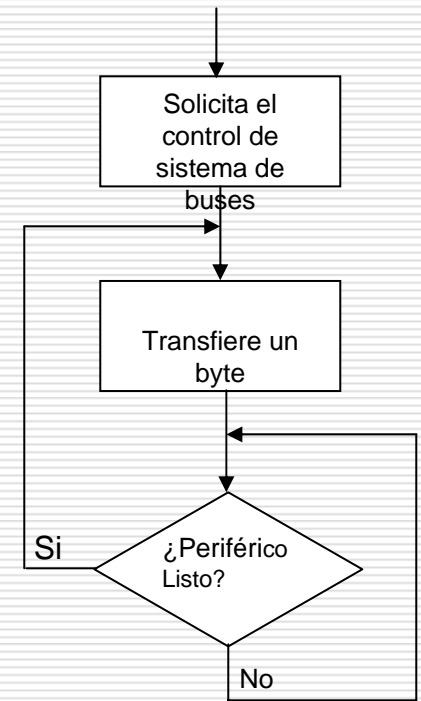 Solicita el
control de
sistema de
buses
Transfiere un
byte
Si
¿Periférico
Listo?
No